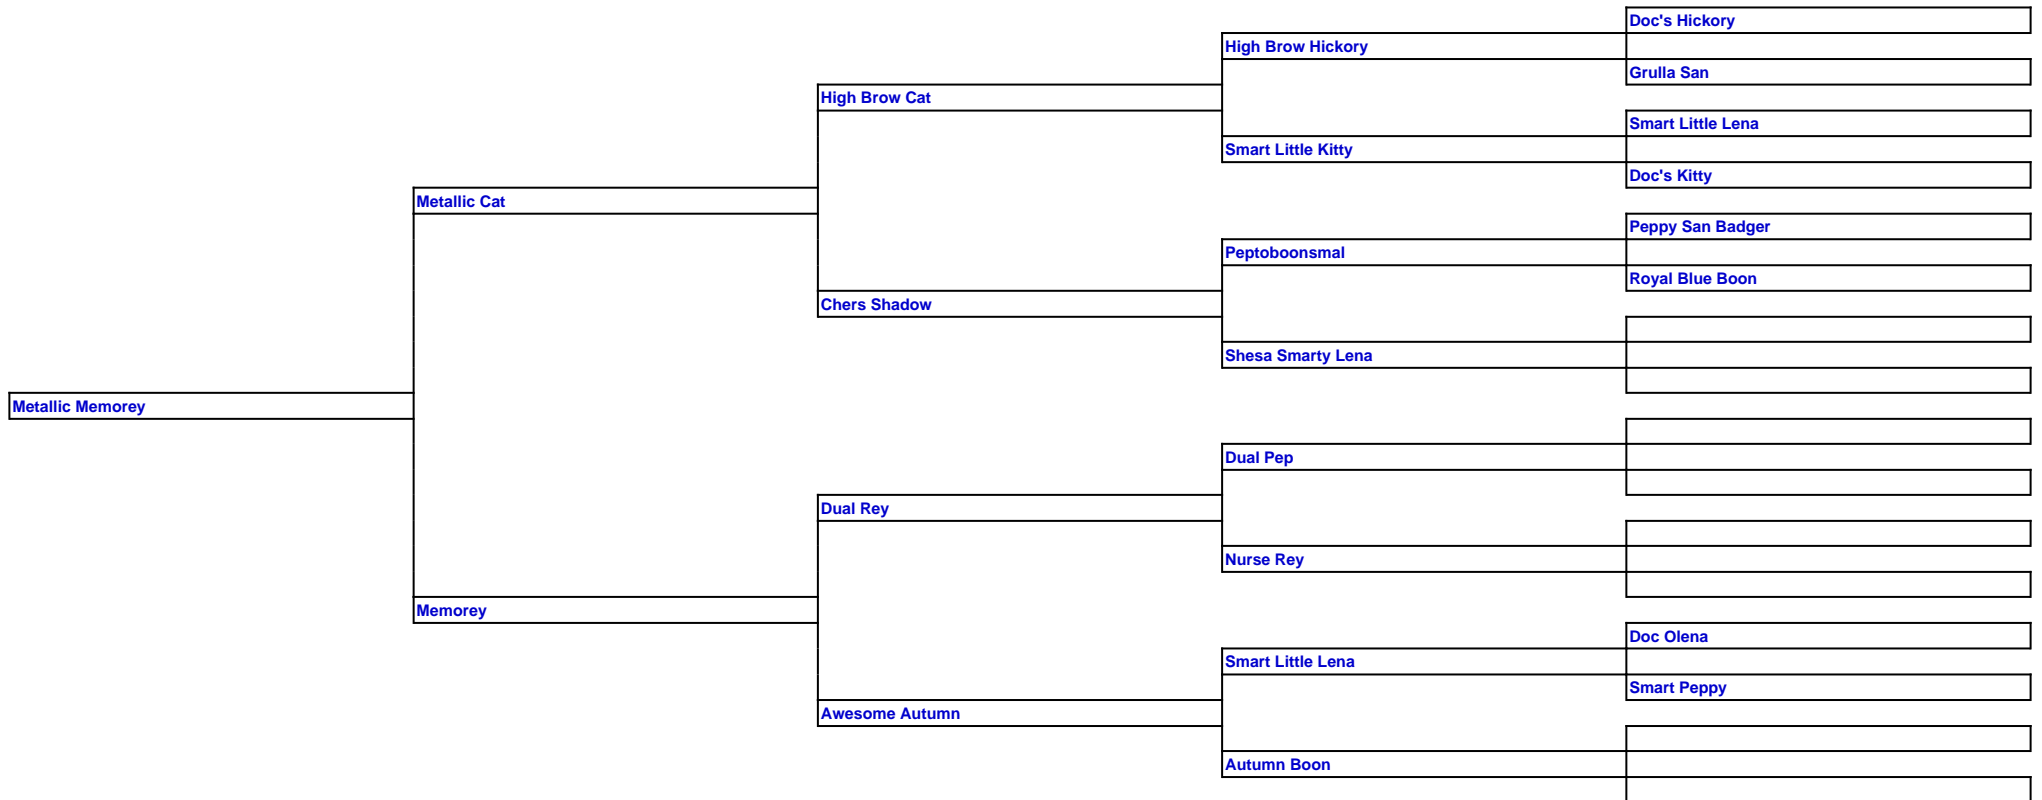 Doc's Hickory
High Brow Hickory
Grulla San
High Brow Cat
Smart Little Lena
Smart Little Kitty
Doc's Kitty
Metallic Cat
Peppy San Badger
Peptoboonsmal
Royal Blue Boon
Chers Shadow
Shesa Smarty Lena
Metallic Memorey
Dual Pep
Dual Rey
Nurse Rey
Memorey
Doc Olena
Smart Little Lena
Smart Peppy
Awesome Autumn
Autumn Boon